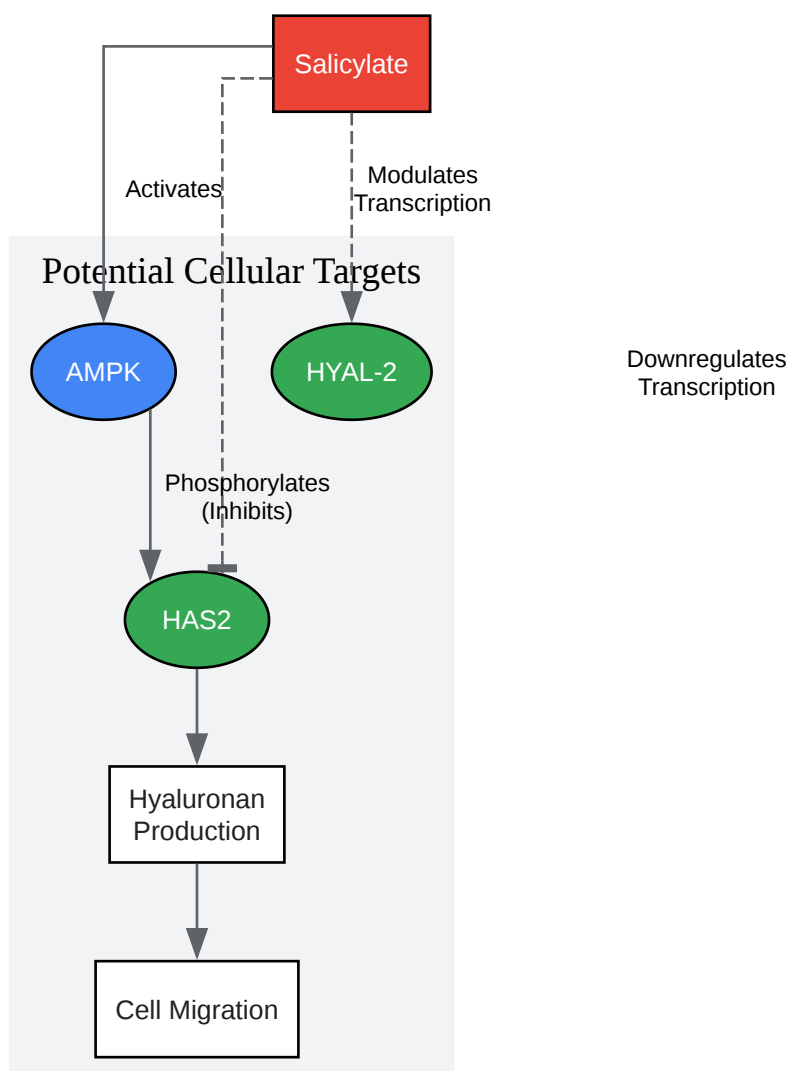 Salicylate
Activates
Modulates
Transcription
Potential Cellular Targets
AMPK
HYAL-2
Downregulates
Transcription
Phosphorylates
(Inhibits)
HAS2
Hyaluronan
Production
Cell Migration